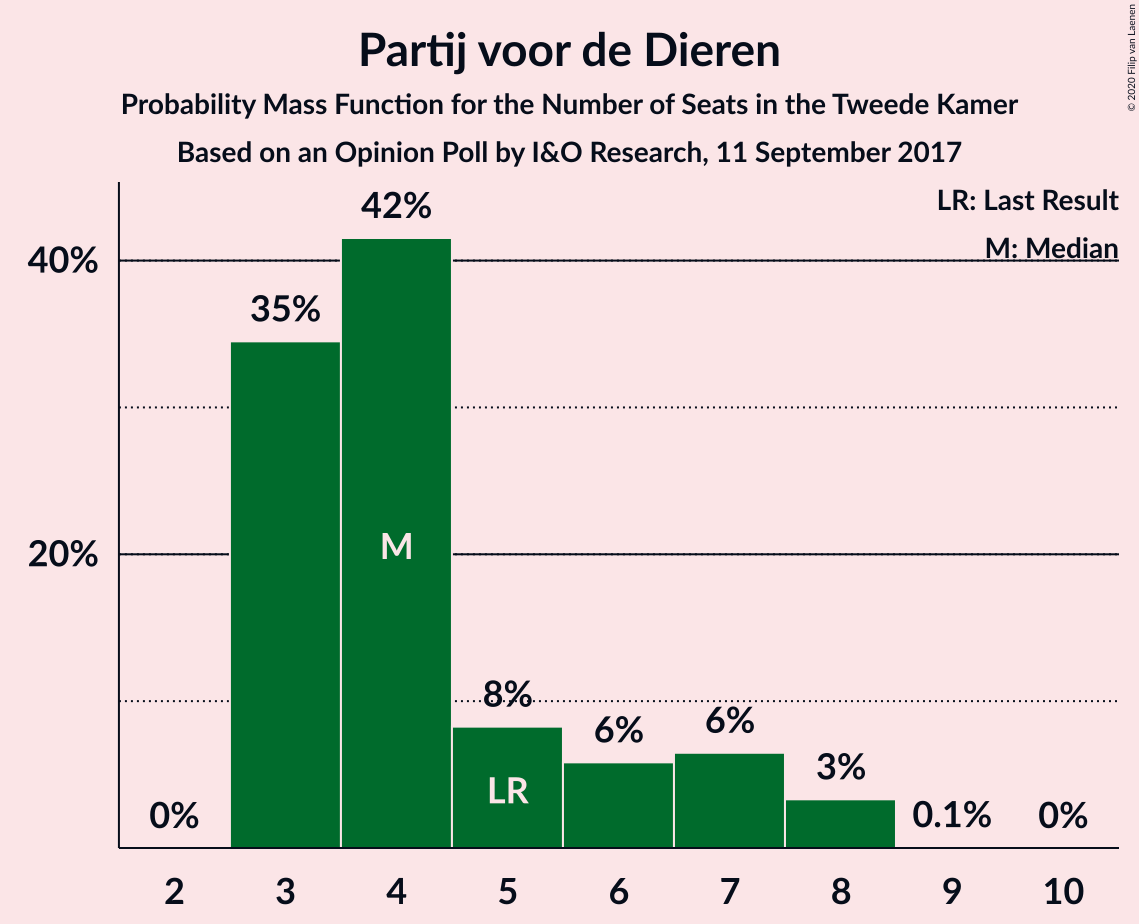 Partij voor de Dieren
Probability Mass Function for the Number of Seats in the Tweede Kamer
Based on an Opinion Poll by I&O Research, 11 September 2017
© 2020 Filip van Laenen
LR: Last Result
M: Median
42%
40%
35%
M
20%
8%
6%
6%
3%
LR
0%
0.1%
0%
2 3 4 5 6 7 8 9 10